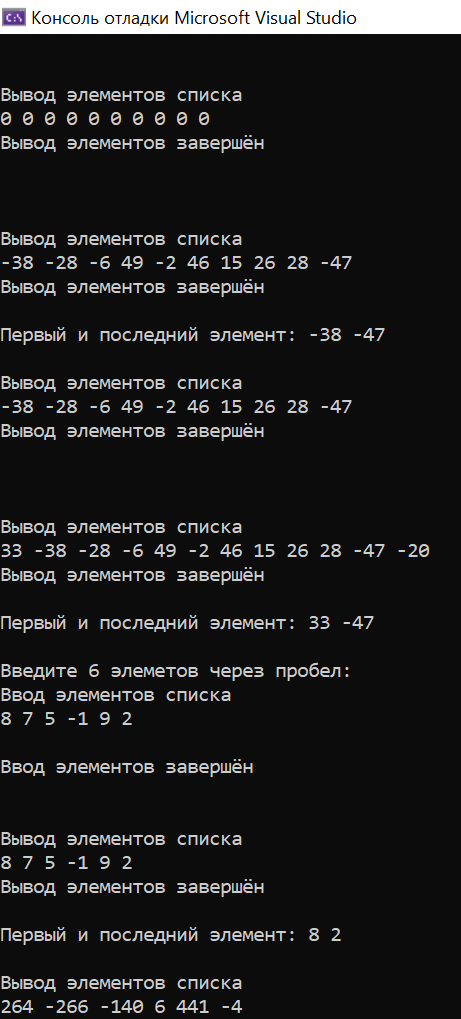 Консоль отладки Microsoft Visual Studio
Вывод элементов списка
0 0 0 0 0 0 0 0 0 0
Вывод элементов завершён
Вывод элементов списка
-38 -28 -6 49 -2 46 15 26 28 -47
Вывод элементов завершён
Первый и последний элемент: -38 -47
Вывод элементов списка
-38 -28 -6 49 -2 46 15 26 28 -47
Вывод элементов завершён
Вывод элементов списка
33 -38 -28 -6 49 -2 46 15 26 28 -47 -20
Вывод элементов завершён
Первый и последний элемент: 33 -47
Введите 6 элеметов через пробел:
Ввод элементов списка
8 7 5 -1 9 2
Ввод элементов завершён
Вывод элементов списка
8 7 5 -1 9 2
Вывод элементов завершён
Первый и последний элемент: 8 2
Вывод элементов списка
264 -266 -140 6 441 -4